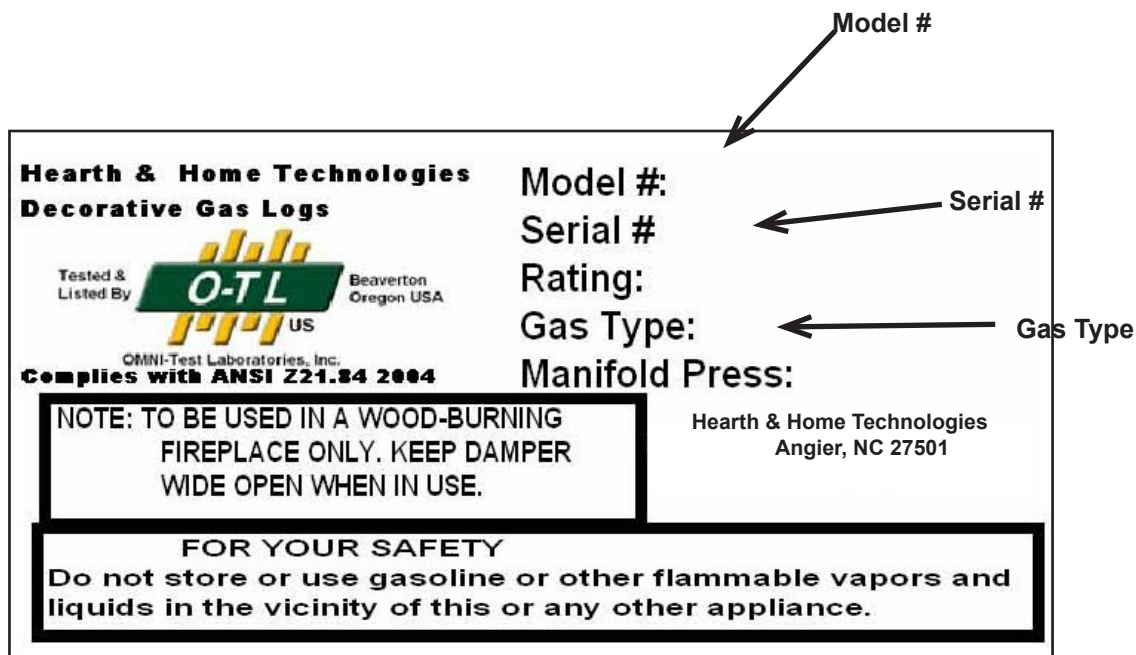 Model #
Hearth & Home Technologies
Decorative Gas Logs
Tested &
Listed By
O-TL
US
Beaverton
Oregon USA
OMNI-Test Laboratories, Inc.
Complies with ANSI Z21.84 2004
Model #:
Serial #
Rating:
Gas Type:
Manifold Press:
Serial #
Gas Type
Hearth & Home Technologies
Angier, NC 27501
NOTE: TO BE USED IN A WOOD-BURNING
FIREPLACE ONLY. KEEP DAMPER
WIDE OPEN WHEN IN USE.
FOR YOUR SAFETY
Do not store or use gasoline or other flammable vapors and
liquids in the vicinity of this or any other appliance.